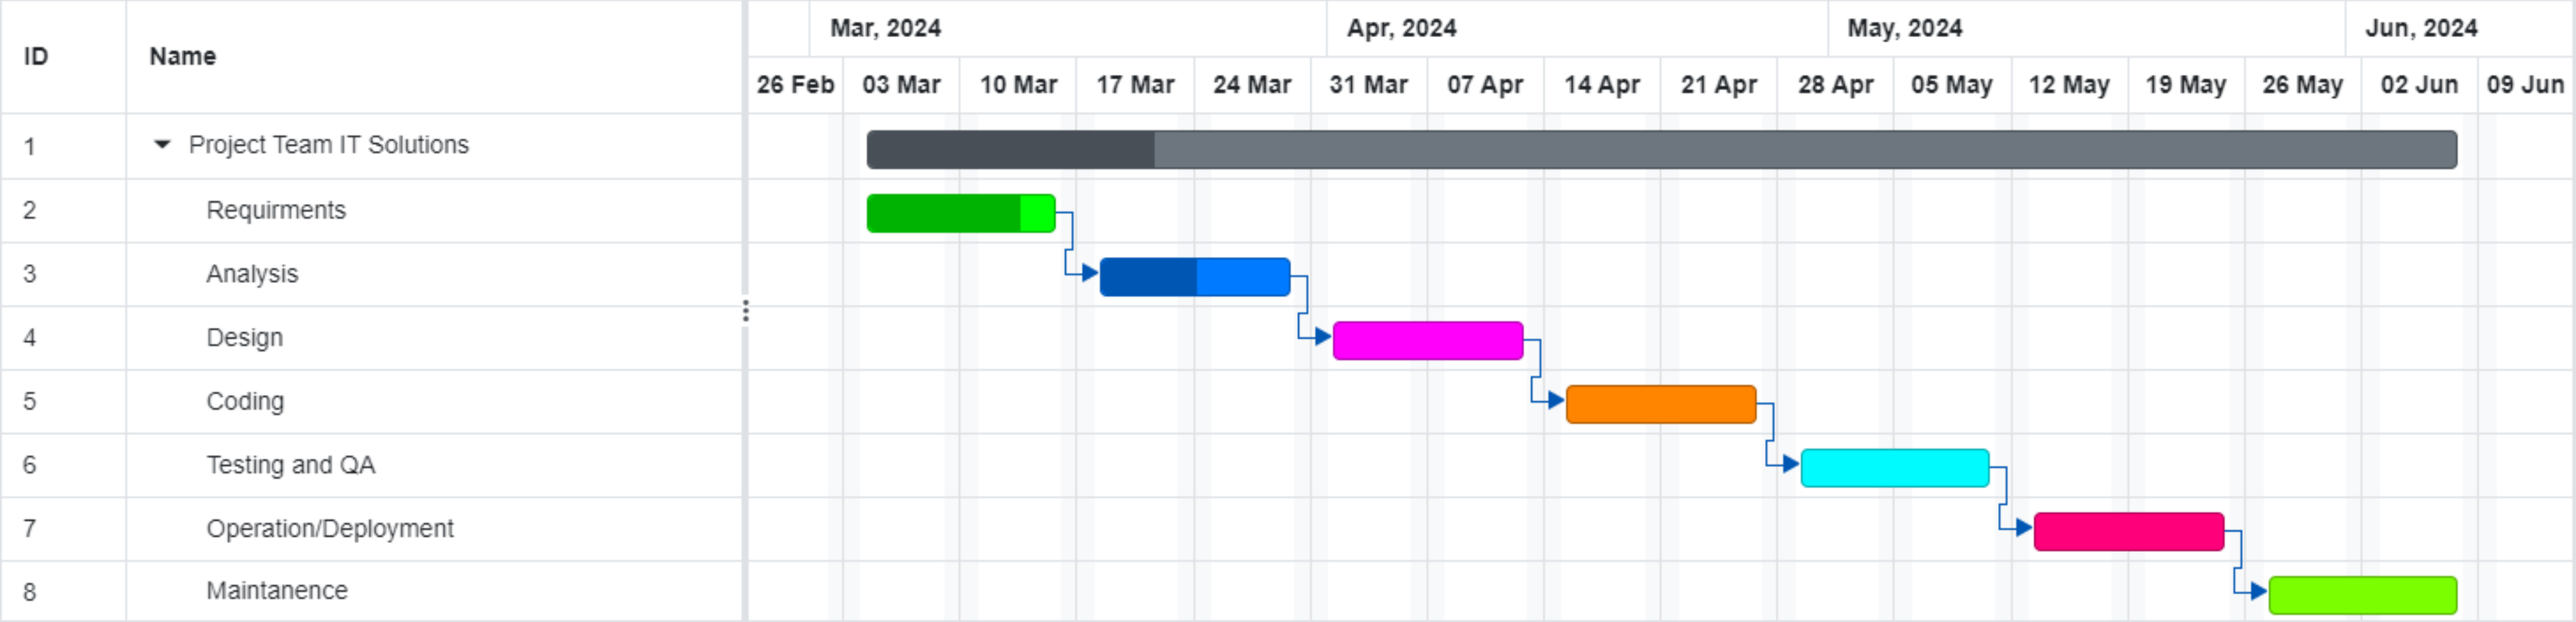 ID Name Mar, 2024 Apr, 2024 May, 2024 Jun, 2024
26 Feb 03 Mar 10 Mar 17 Mar 24 Mar 31 Mar 07 Apr 14 Apr 21 Apr 28 Apr 05 May 12 May 19 May 26 May 02 Jun 09 Jun
1 Project Team IT Solutions
2 Requirments
3 Analysis
4 Design
5 Coding
6 Testing and QA
7 Operation/Deployment
8 Maintanence